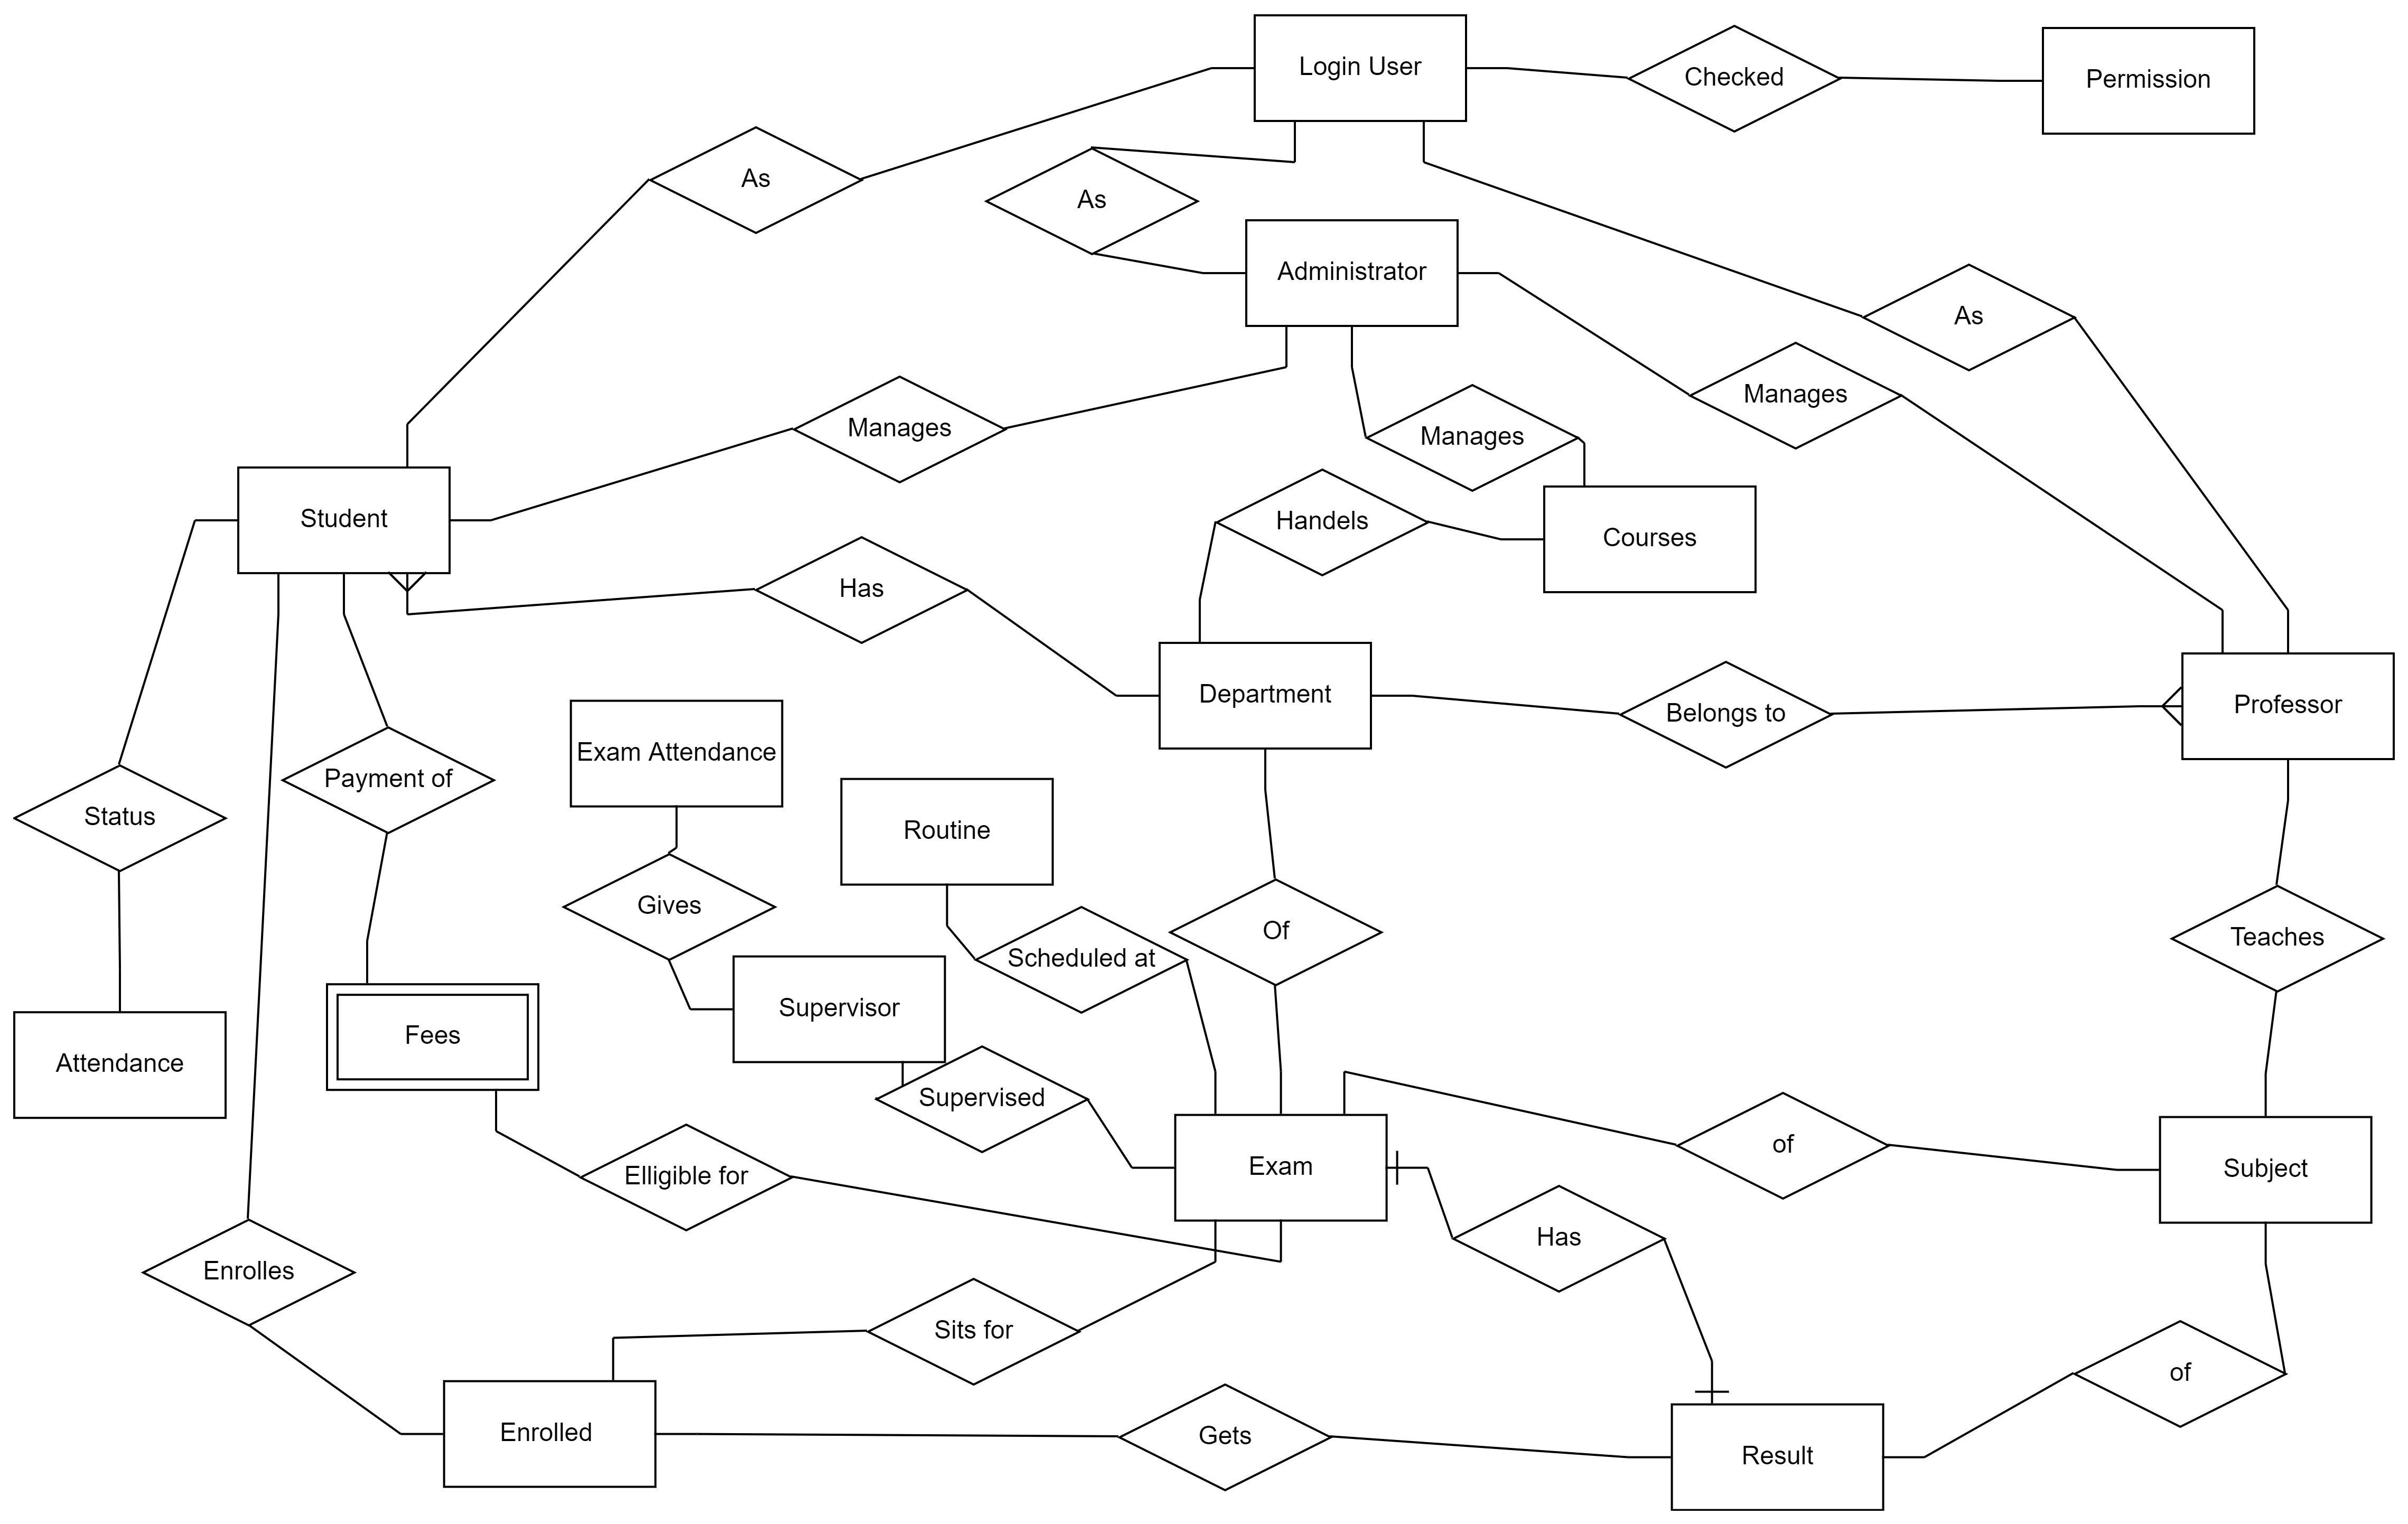 Login User
Checked
Permission
As
As
Administrator
As
Manages
Manages
Manages
Student
Handels
Courses
Has
Department
Belongs to
Professor
Exam Attendance
Payment of
Status
Routine
Gives
Of
Teaches
Scheduled at
Supervisor
Fees
Attendance
Supervised
of
Elligible for
Exam
Subject
Has
Enrolles
Sits for
of
Enrolled
Gets
Result